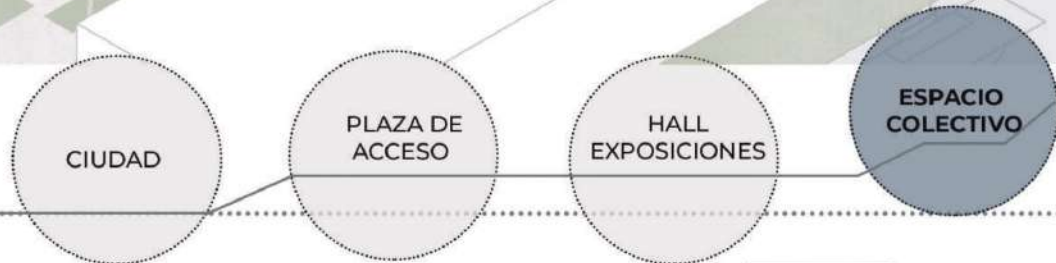 CIUDAD
PLAZA DE
ACCESO
HALL
EXPOSICIONES
ESPACIO
COLECTIVO